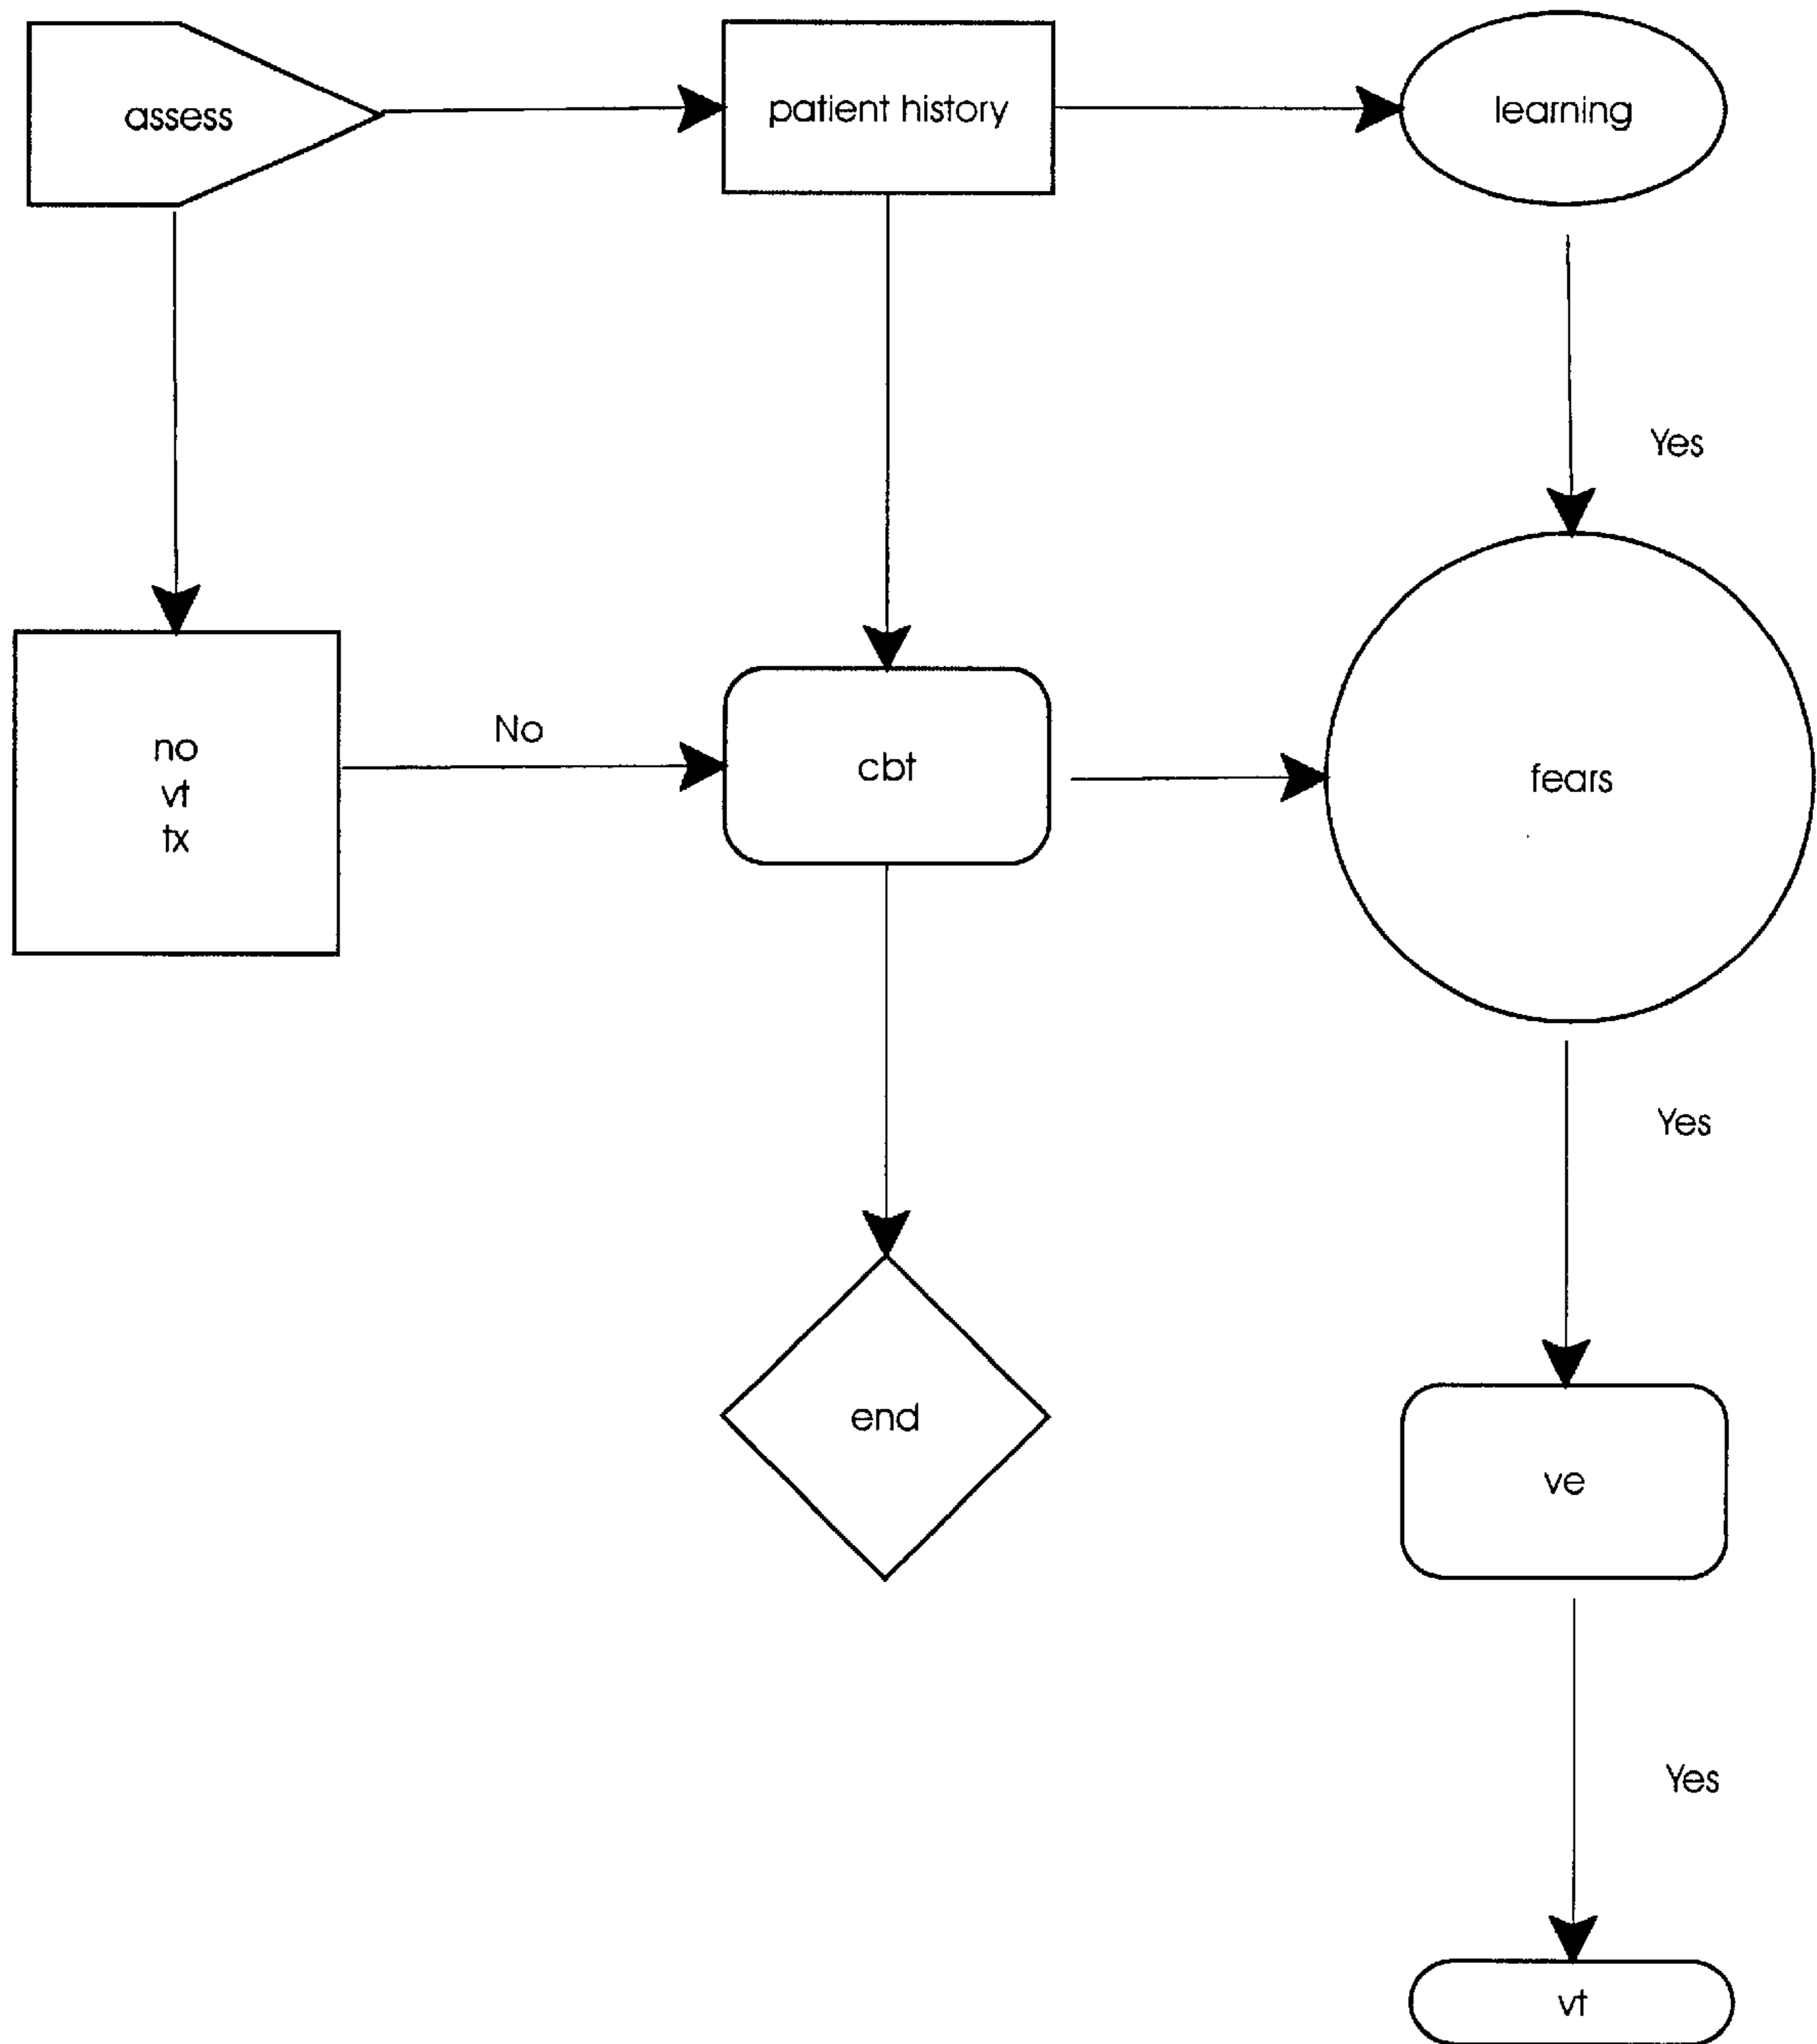 assess
patient history
learning
Yes
no
vt
tx
No
cbt
fears
Yes
end
ve
Yes
vt